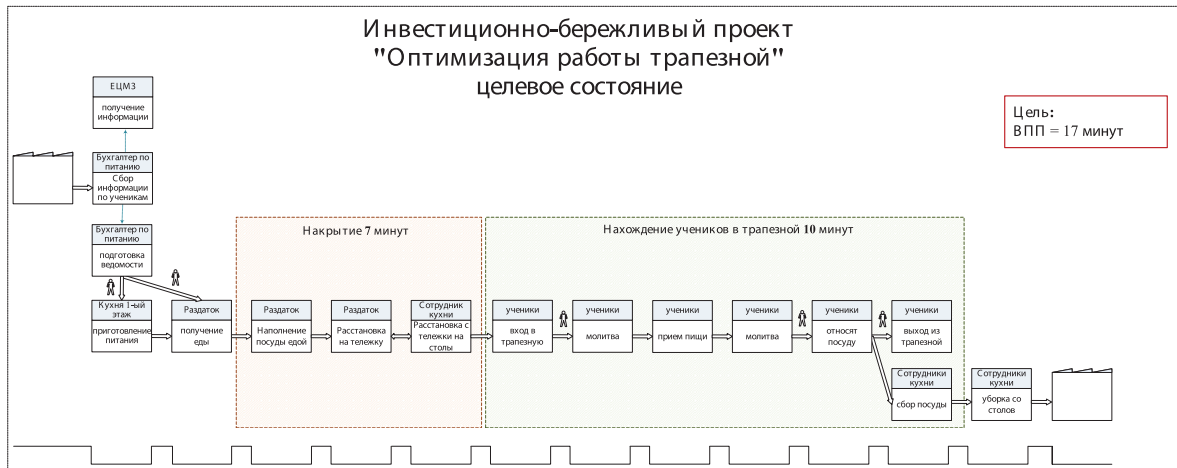 Инвестиционно-бережливый проект
"Оптимизация работы трапезной"
целевое состояние
Цель:
ВПП = 17 минут
ЕЦМЗ
получение
информации
Бухгалтер по
питанию
Сбор
информации
по ученикам
Бухгалтер по
питанию
подготовка
ведомости
Накрытие 7 минут
Нахождение учеников в трапезной 10 минут
Кухня 1-ый
этаж
приготовление
питания
Раздаток
получение
еды
Раздаток
Наполнение
посуды едой
Раздаток
Расстановка
на тележку
Сотрудник
кухни
Расстановка с
тележки на
столы
ученики
вход в
трапезную
ученики
молитва
ученики
прием пищи
ученики
молитва
ученики
относят
посуду
ученики
выход из
трапезной
Сотрудники
кухни
сбор посуды
Сотрудники
кухни
уборка со
столов